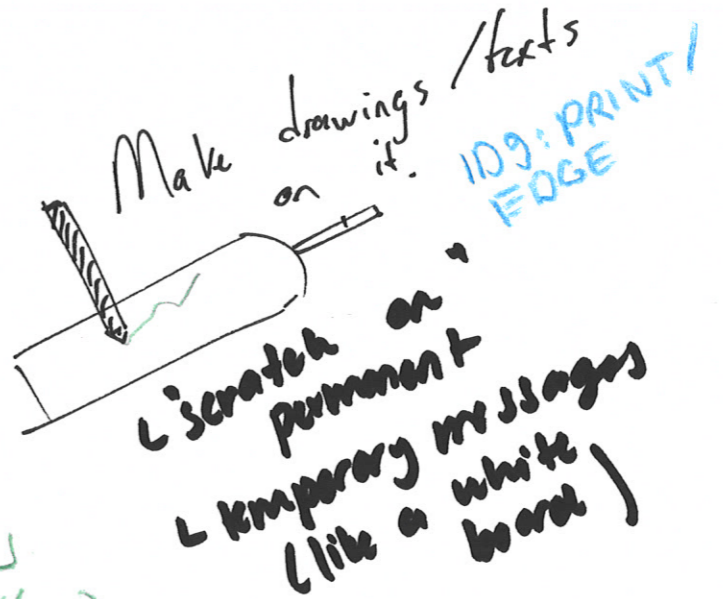 Make drawings /texts
on it.
ID9: PRINT/
EDGE
"scratch on"
permanent
temporary messages
(like a white
board)